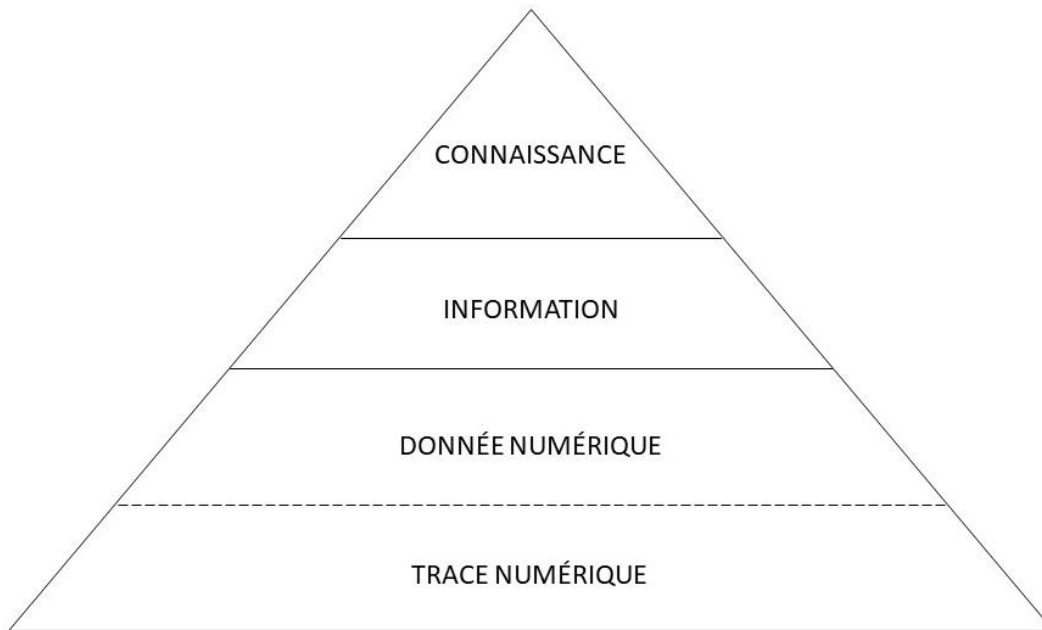 CONNAISSANCE
INFORMATION
DONNÉE NUMÉRIQUE
TRACE NUMÉRIQUE